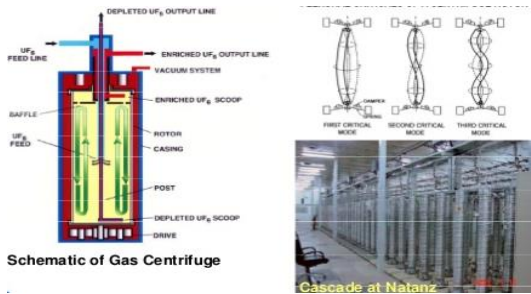 DEPLETED UF6 OUTPUT LINE
UF6
FEED LINE
ENRICHED UF6 OUTPUT LINE
VACUUM SYSTEM
ENRICHED UF6 SCOOP
BAFFLE
ROTOR
UF6
FEED
CASING
POST
DEPLETED UF6 SCOOP
DRIVE
Schematic of Gas Centrifuge
DAMPER
SPRING
FIRST CRITICAL
MODE
SECOND CRITICAL
MODE
THIRD CRITICAL
MODE
Cascade at Natanz